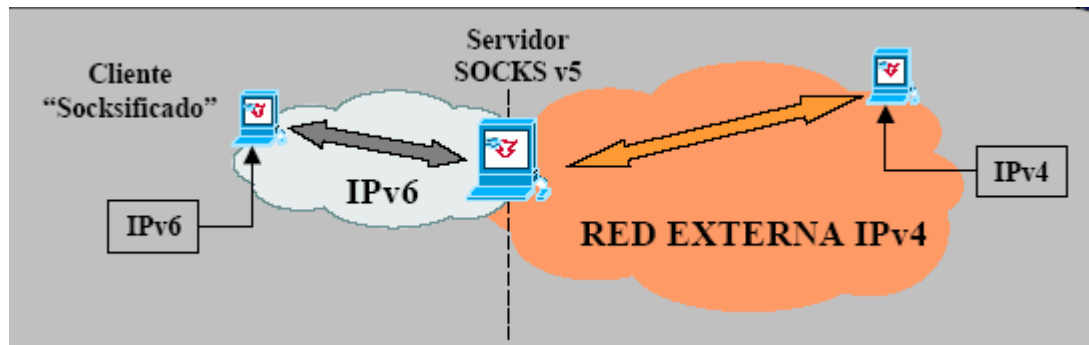 Servidor
SOCKS v5
Cliente
“Socksificado”
IPv6
IPv4
IPv6
RED EXTERNA IPv4